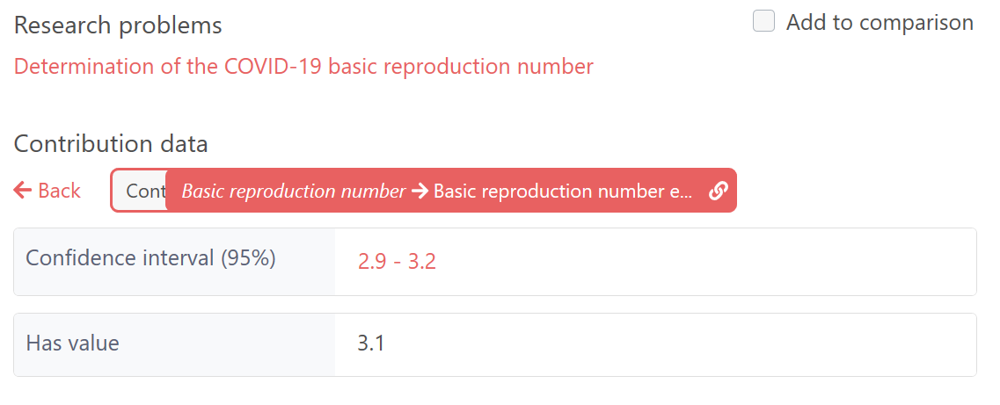 Research problems
Add to comparison
Determination of the COVID-19 basic reproduction number
Contribution data
Back Cont Basic reproduction number → Basic reproduction number e...
Confidence interval (95%) 2.9 - 3.2
Has value 3.1